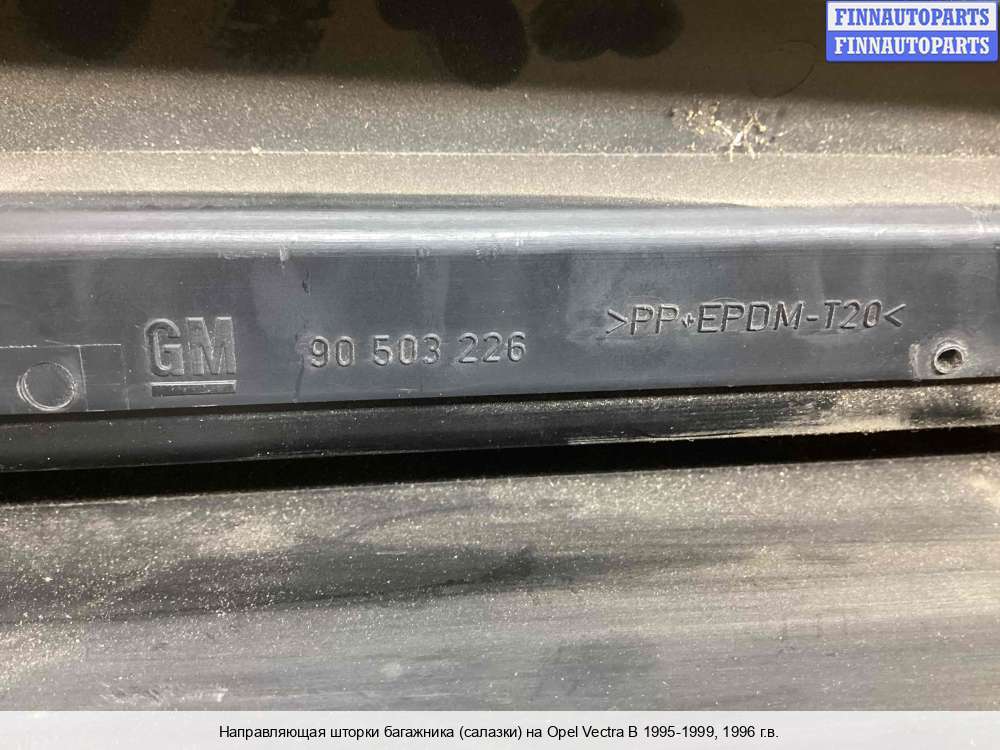 FINNAUTOPARTS
FINNAUTOPARTS
GM 90 503 226 >PP+EPDM-T20<
Направляющая шторки багажника (салазки) на Opel Vectra B 1995-1999, 1996 г.в.